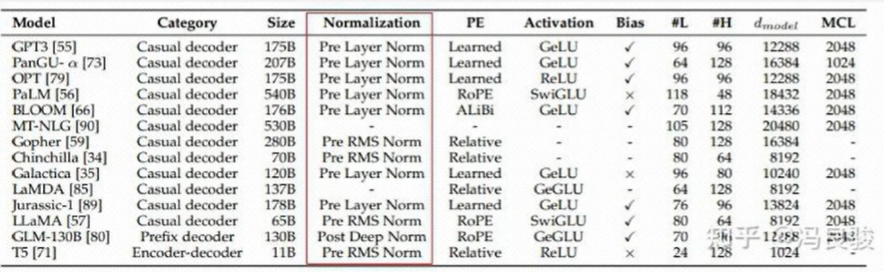 Model Category Size Normalization PE Activation Bias #L #H d_model MCL
GPT3 [55] Casual decoder 175B Pre Layer Norm Learned GeLU ✓ 96 96 12288 2048
PanGU- α [73] Casual decoder 207B Pre Layer Norm Learned GeLU ✓ 64 128 16384 1024
OPT [79] Casual decoder 175B Pre Layer Norm Learned ReLU ✓ 96 96 12288 2048
PaLM [56] Casual decoder 540B Pre Layer Norm RoPE SwiGLU × 118 48 18432 2048
BLOOM [66] Casual decoder 176B Pre Layer Norm ALiBi GeLU ✓ 70 112 14336 2048
MT-NLG [90] Casual decoder 530B - - - - 105 128 20480 2048
Gopher [59] Casual decoder 280B Pre RMS Norm Relative - - 80 128 16384 -
Chinchilla [34] Casual decoder 70B Pre RMS Norm Relative - - 80 64 8192 -
Galactica [35] Casual decoder 120B Pre Layer Norm Learned GeLU × 96 80 10240 2048
LaMDA [85] Casual decoder 137B - Relative GeGLU - 64 128 8192 -
Jurassic-1 [89] Casual decoder 178B Pre Layer Norm Learned GeLU ✓ 76 96 13824 2048
LLaMA [57] Casual decoder 65B Pre RMS Norm RoPE SwiGLU ✓ 80 64 8192 2048
GLM-130B [80] Prefix decoder 130B Post Deep Norm RoPE GeGLU ✓ 70 12288 2048
T5 [71] Encoder-decoder 11B Pre RMS Norm Relative ReLU × 24 128 1024 -
知乎 @冯良骏